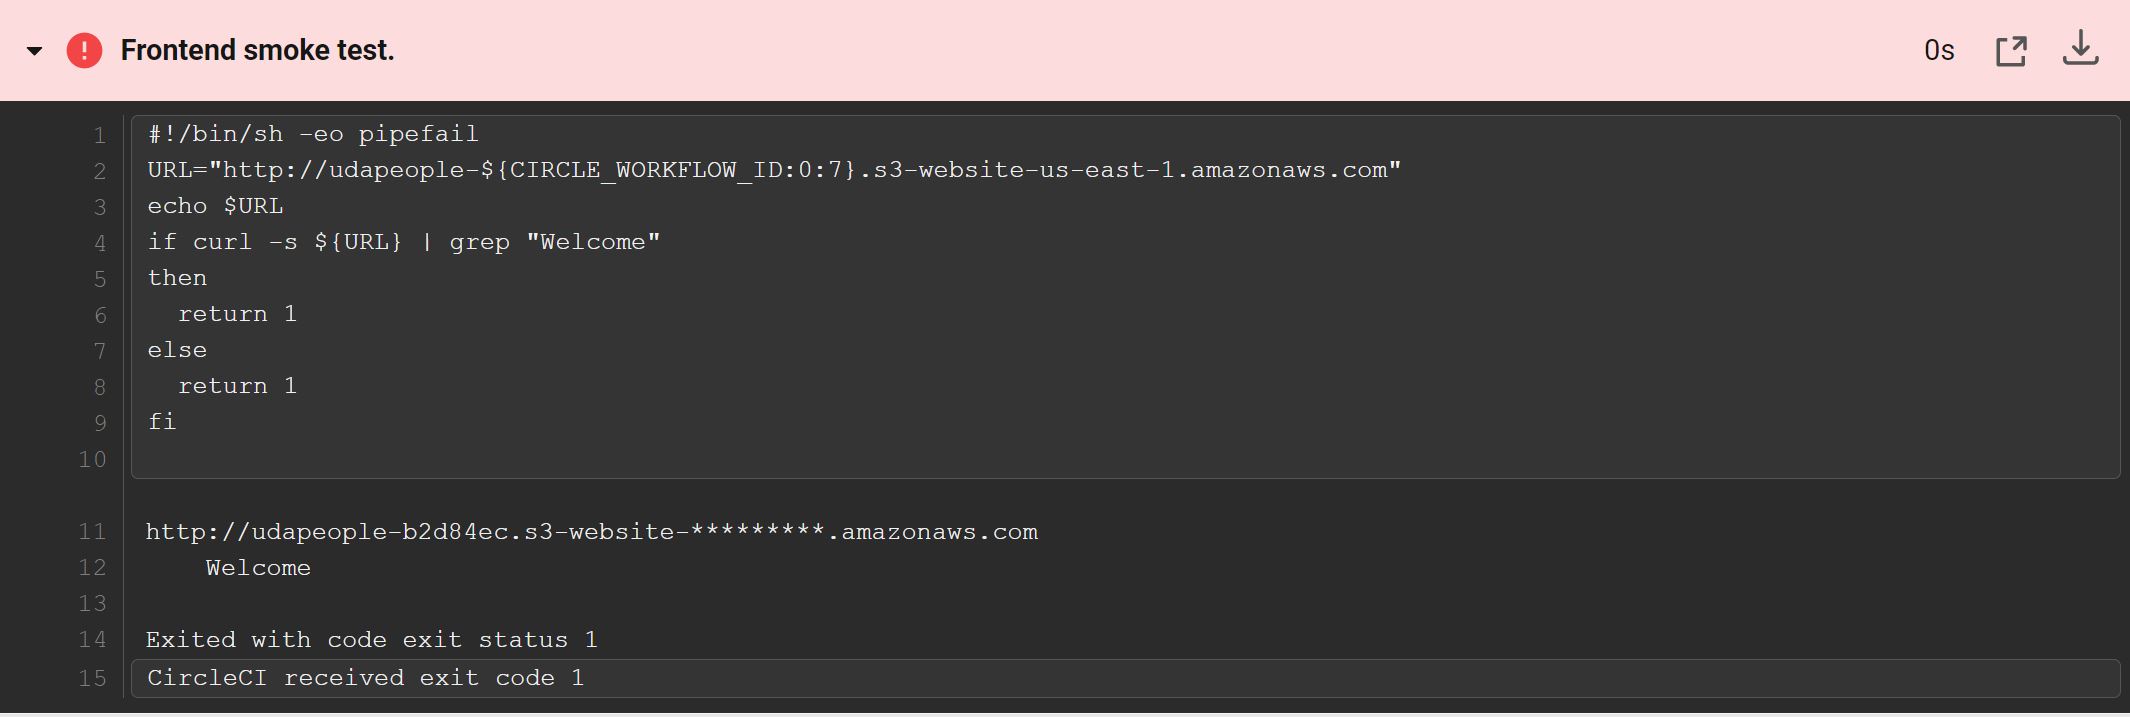 Frontend smoke test.
0s
1 #!/bin/sh -eo pipefail
2 URL="http://udapeople-${CIRCLE_WORKFLOW_ID:0:7}.s3-website-us-east-1.amazonaws.com"
3 echo $URL
4 if curl -s ${URL} | grep "Welcome"
5 then
6   return 1
7 else
8   return 1
9 fi
10
11 http://udapeople-b2d84ec.s3-website-*********.amazonaws.com
12     Welcome
13
14 Exited with code exit status 1
15 CircleCI received exit code 1